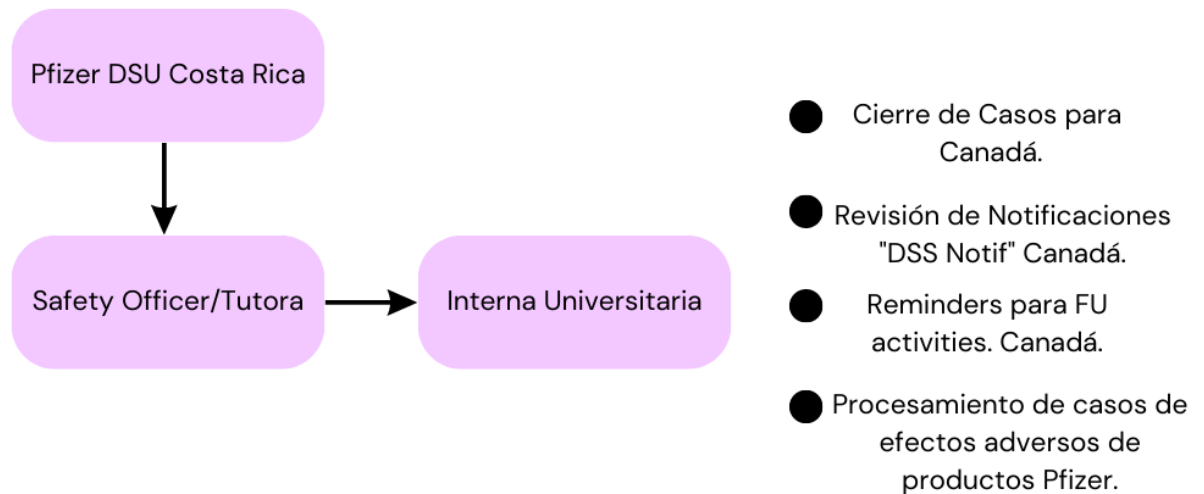 Pfizer DSU Costa Rica
Safety Officer/Tutora
Interna Universitaria
Cierre de Casos para
Canadá.
Revisión de Notificaciones
"DSS Notif" Canadá.
Reminders para FU
activities. Canadá.
Procesamiento de casos de
efectos adversos de
productos Pfizer.